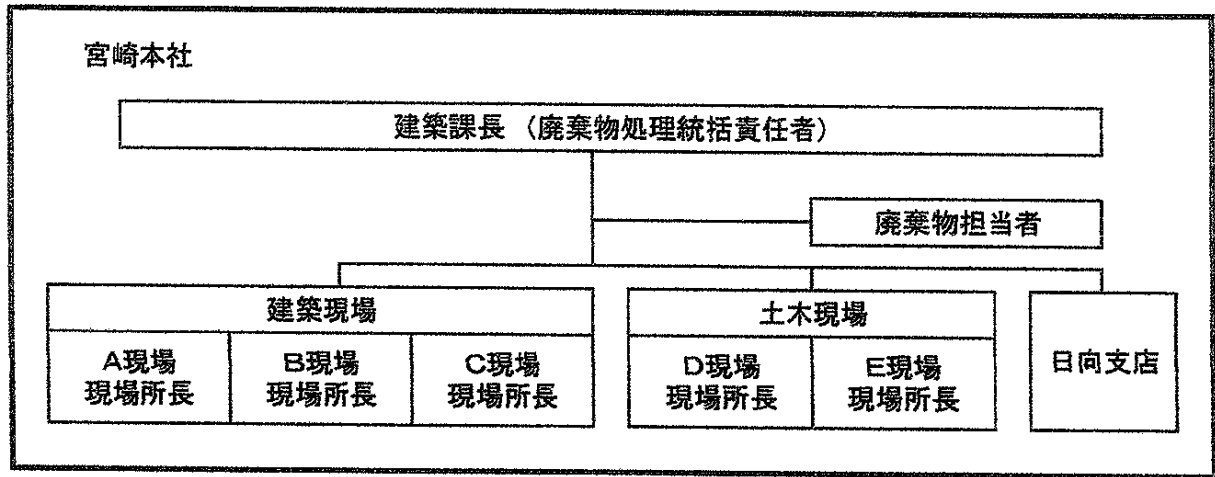 宮崎本社
建築課長 (廃棄物処理統括責任者)
廃棄物担当者
建築現場
A現場
現場所長
B現場
現場所長
C現場
現場所長
土木現場
D現場
現場所長
E現場
現場所長
日向支店